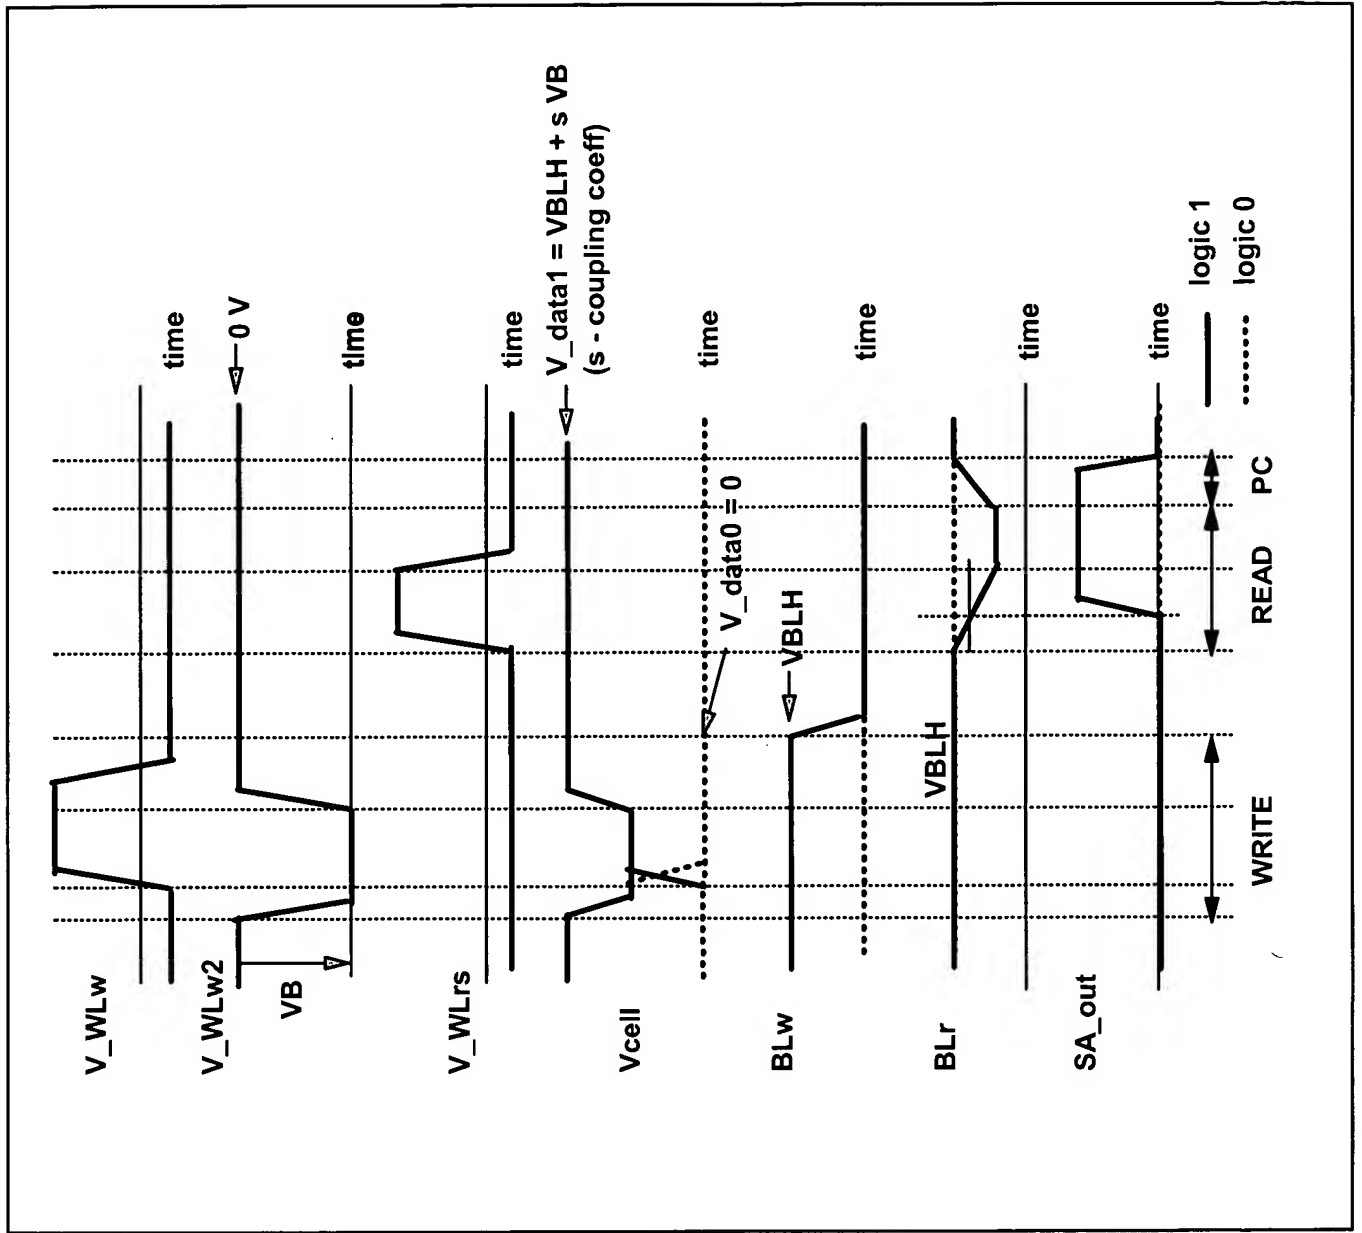 V_WLw
time
V_WLw2
0 V
VB
tIme
V_WLrs
time
V_data1 = VBLH + s VB
(s - coupling coeff)
Vcell
time
V_data0 = 0
BLw
VBLH
time
BLr
VBLH
time
SA_out
time
WRITE
READ
PC
logic 1
logic 0